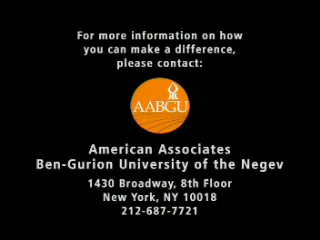 For more information on how
you can make a difference,
please contact:
AABGU
American Associates
Ben-Gurion University of the Negev
1430 Broadway, 8th Floor
New York, NY 10018
212-687-7721